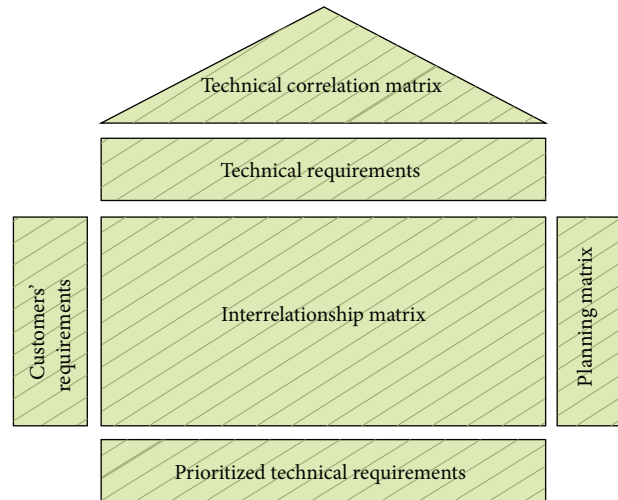 Technical correlation matrix
Technical requirements
Customers'
requirements
Interrelationship matrix
Planning matrix
Prioritized technical requirements